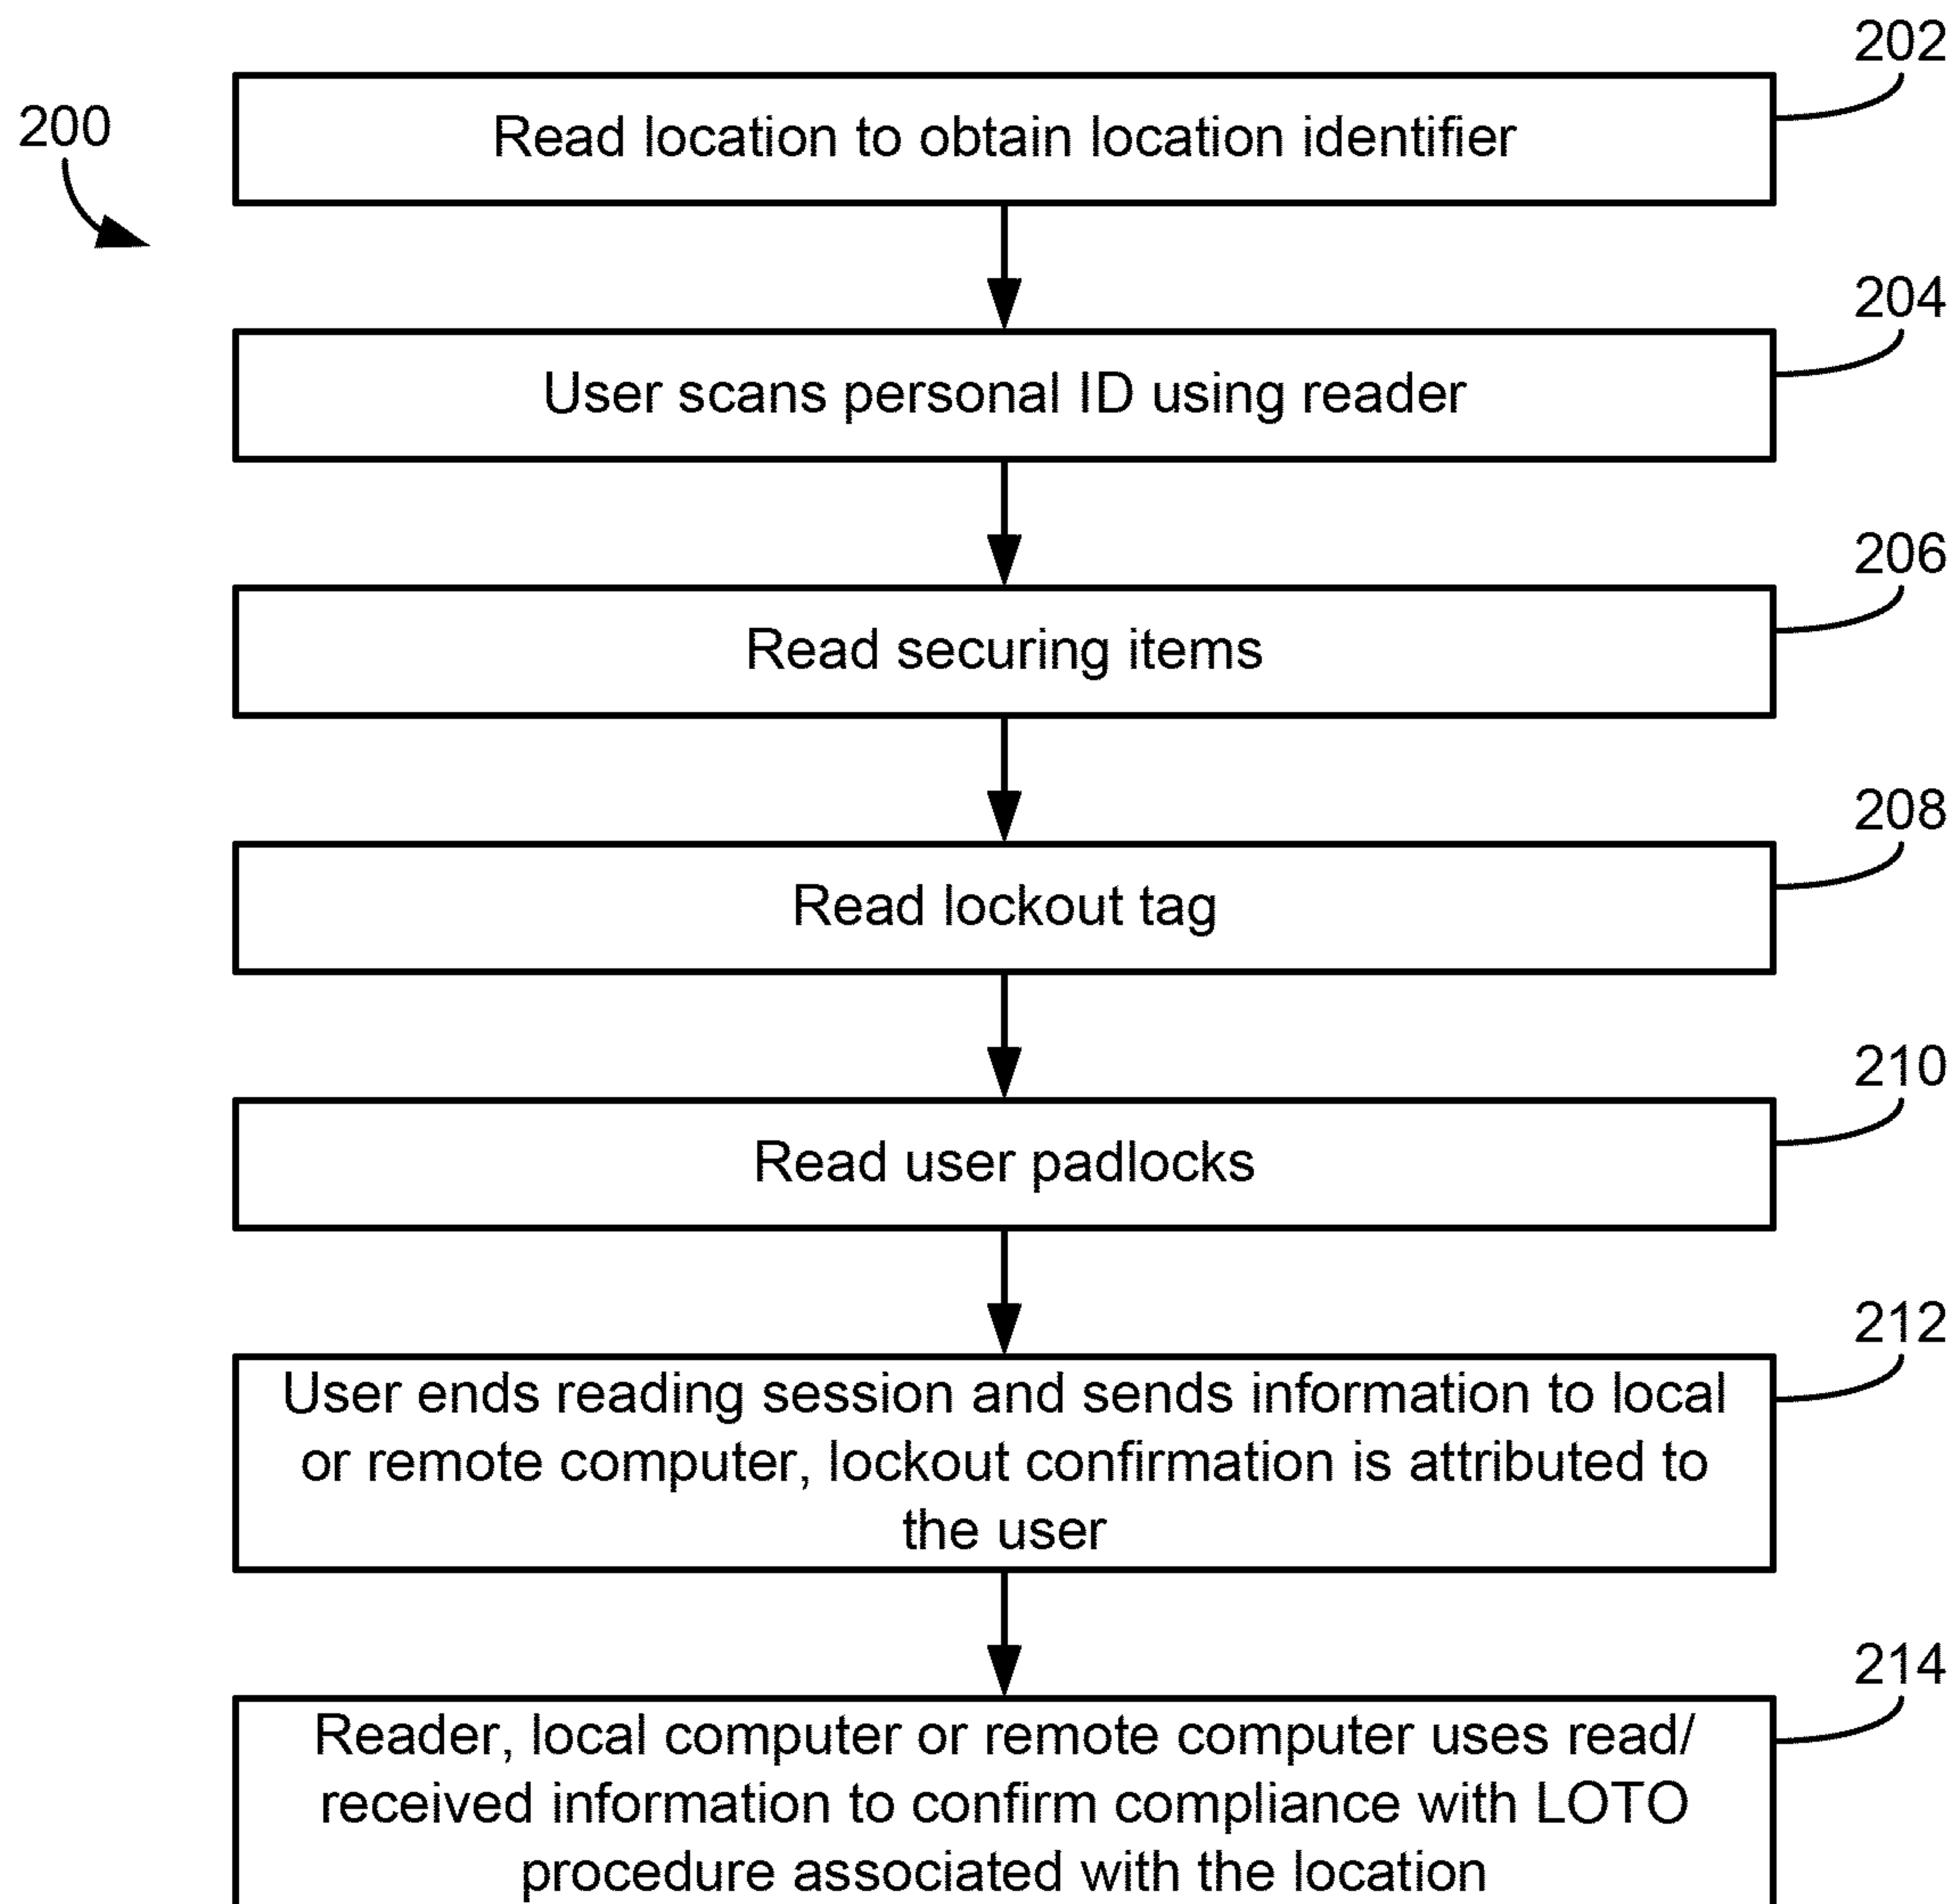 202
200
Read location to obtain location identifier
204
User scans personal ID using reader
206
Read securing items
208
Read lockout tag
210
Read user padlocks
212
User ends reading session and sends information to local
or remote computer, lockout confirmation is attributed to
the user
214
Reader, local computer or remote computer uses read/
received information to confirm compliance with LOTO
procedure associated with the location